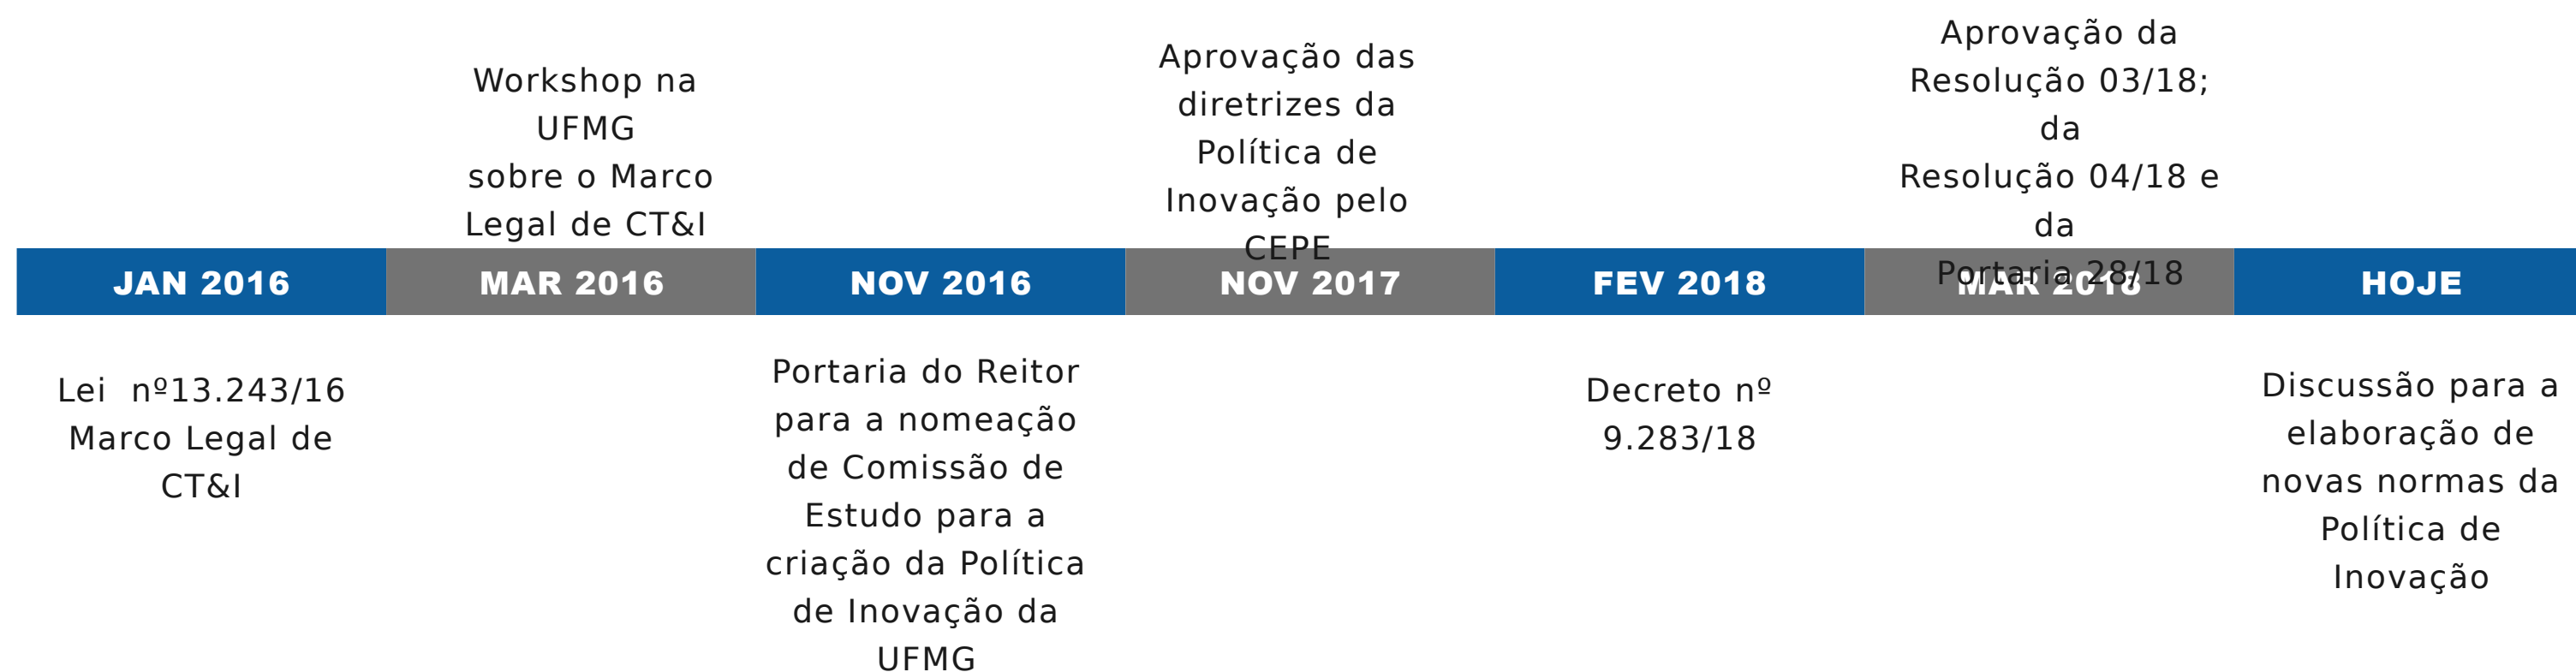 Aprovação da
Resolução 03/18;
da
Resolução 04/18 e
da
Portaria 28/18
Aprovação das
diretrizes da
Política de
Inovação pelo
CEPE
Workshop na
UFMG
sobre o Marco
Legal de CT&I
JAN 2016
MAR 2016
NOV 2016
NOV 2017
FEV 2018
MAR 2018
HOJE
Lei nº13.243/16
Marco Legal de
CT&I
Portaria do Reitor
para a nomeação
de Comissão de
Estudo para a
criação da Política
de Inovação da
UFMG
Decreto nº
9.283/18
Discussão para a
elaboração de
novas normas da
Política de
Inovação